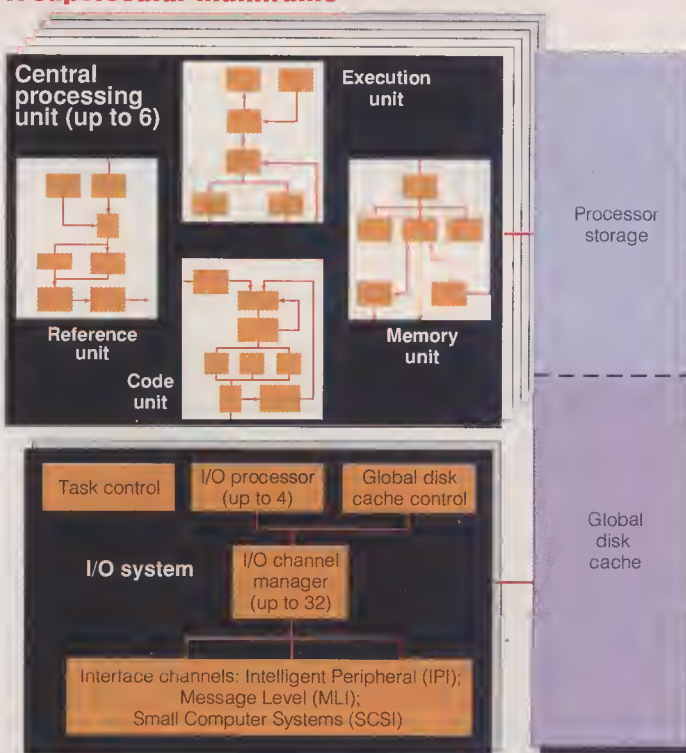 Central
processing
unit (up to 6)
Execution
unit
Reference
unit
Code
unit
Memory
unit
Processor
storage
Task control
I/O processor
(up to 4)
Global disk
cache control
I/O system
I/O channel
manager
(up to 32)
Interface channels: Intelligent Peripheral (IPI);
Message Level (MLI);
Small Computer Systems (SCSI)
Global
disk
cache